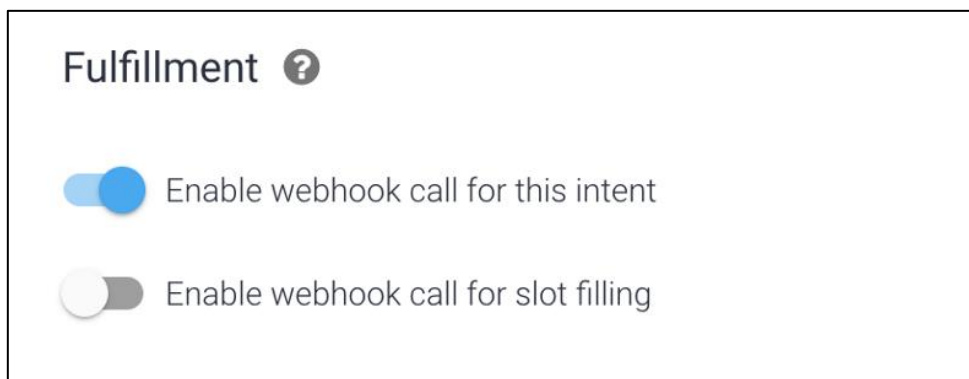 Fulfillment ?
Enable webhook call for this intent
Enable webhook call for slot filling